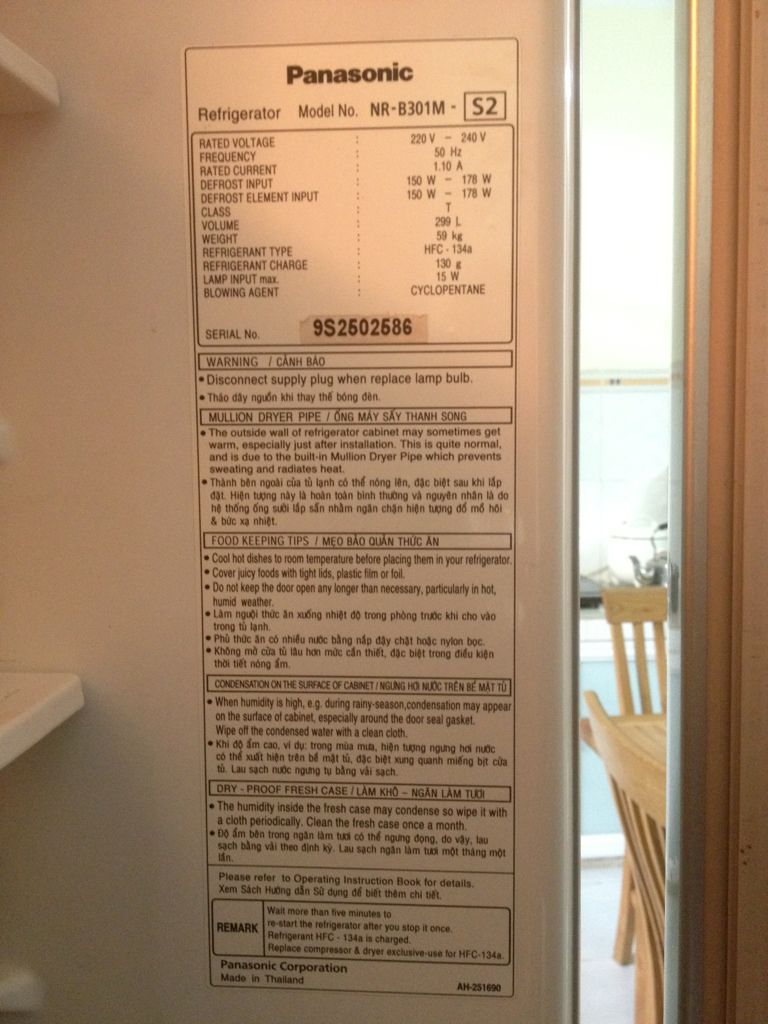 Panasonic
Refrigerator Model No. NR-B301M - S2
RATED VOLTAGE : 220 V - 240 V
FREQUENCY : 50 Hz
RATED CURRENT : 1.10 A
DEFROST INPUT : 150 W - 178 W
DEFROST ELEMENT INPUT : 150 W - 178 W
CLASS : T
VOLUME : 299 L
WEIGHT : 59 kg
REFRIGERANT TYPE : HFC - 134a
REFRIGERANT CHARGE : 130 g
LAMP INPUT max. : 15 W
BLOWING AGENT : CYCLOPENTANE
SERIAL No. 9S2502586
WARNING / CẢNH BÁO
• Disconnect supply plug when replace lamp bulb.
• Tháo dây nguồn khi thay thế bóng đèn.
MULLION DRYER PIPE / ỐNG MÁY SẤY THANH SONG
• The outside wall of refrigerator cabinet may sometimes get
warm, especially just after installation. This is quite normal,
and is due to the built-in Mullion Dryer Pipe which prevents
sweating and radiates heat.
• Thành bên ngoài của tủ lạnh có thể nóng lên, đặc biệt sau khi lắp
đặt. Hiện tượng này là hoàn toàn bình thường và nguyên nhân là do
hệ thống ống sưởi lắp sẵn nhằm ngăn chặn hiện tượng đổ mồ hôi
& bức xạ nhiệt.
FOOD KEEPING TIPS / MẸO BẢO QUẢN THỨC ĂN
• Cool hot dishes to room temperature before placing them in your refrigerator.
• Cover juicy foods with tight lids, plastic film or foil.
• Do not keep the door open any longer than necessary, particularly in hot,
humid weather.
• Làm nguội thức ăn xuống nhiệt độ trong phòng trước khi cho vào
trong tủ lạnh.
• Phủ thức ăn có nhiều nước bằng nắp đậy chặt hoặc nylon bọc.
• Không mở cửa tủ lâu hơn mức cần thiết, đặc biệt trong điều kiện
thời tiết nóng ẩm.
CONDENSATION ON THE SURFACE OF CABINET / NGƯNG HƠI NƯỚC TRÊN BỀ MẶT TỦ
• When humidity is high, e.g. during rainy-season,condensation may appear
on the surface of cabinet, especially around the door seal gasket.
Wipe off the condensed water with a clean cloth.
• Khi độ ẩm cao, ví dụ: trong mùa mưa, hiện tượng ngưng hơi nước
có thể xuất hiện trên bề mặt tủ, đặc biệt xung quanh miếng bịt cửa
tủ. Lau sạch nước ngưng tụ bằng vải sạch.
DRY - PROOF FRESH CASE / LÀM KHÔ - NGĂN LÀM TƯƠI
• The humidity inside the fresh case may condense so wipe it with
a cloth periodically. Clean the fresh case once a month.
• Độ ẩm bên trong ngăn làm tươi có thể ngưng đọng, do vậy, lau
sạch bằng vải theo định kỳ. Lau sạch ngăn làm tươi một tháng một
lần.
Please refer to Operating Instruction Book for details.
Xem Sách Hướng dẫn Sử dụng để biết thêm chi tiết.
REMARK
Wait more than five minutes to
re-start the refrigerator after you stop it once.
Refrigerant HFC - 134a is charged.
Replace compressor & dryer exclusive-use for HFC-134a.
Panasonic Corporation
Made in Thailand
AH-251690